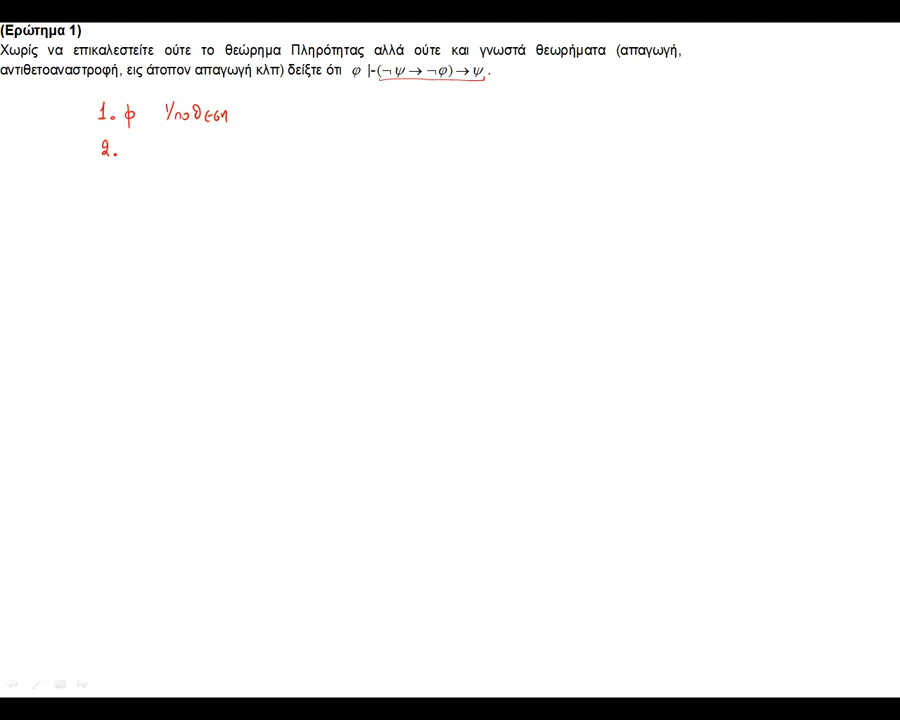 (Ερώτημα 1)
Χωρίς να επικαλεστείτε ούτε το θεώρημα Πληρότητας αλλά ούτε και γνωστά θεωρήματα (απαγωγή,
αντιθετοαναστροφή, εις άτοπον απαγωγή κλπ) δείξτε ότι φ |-(¬ψ→¬φ)→ψ .
1. φ Υποθεση
2.